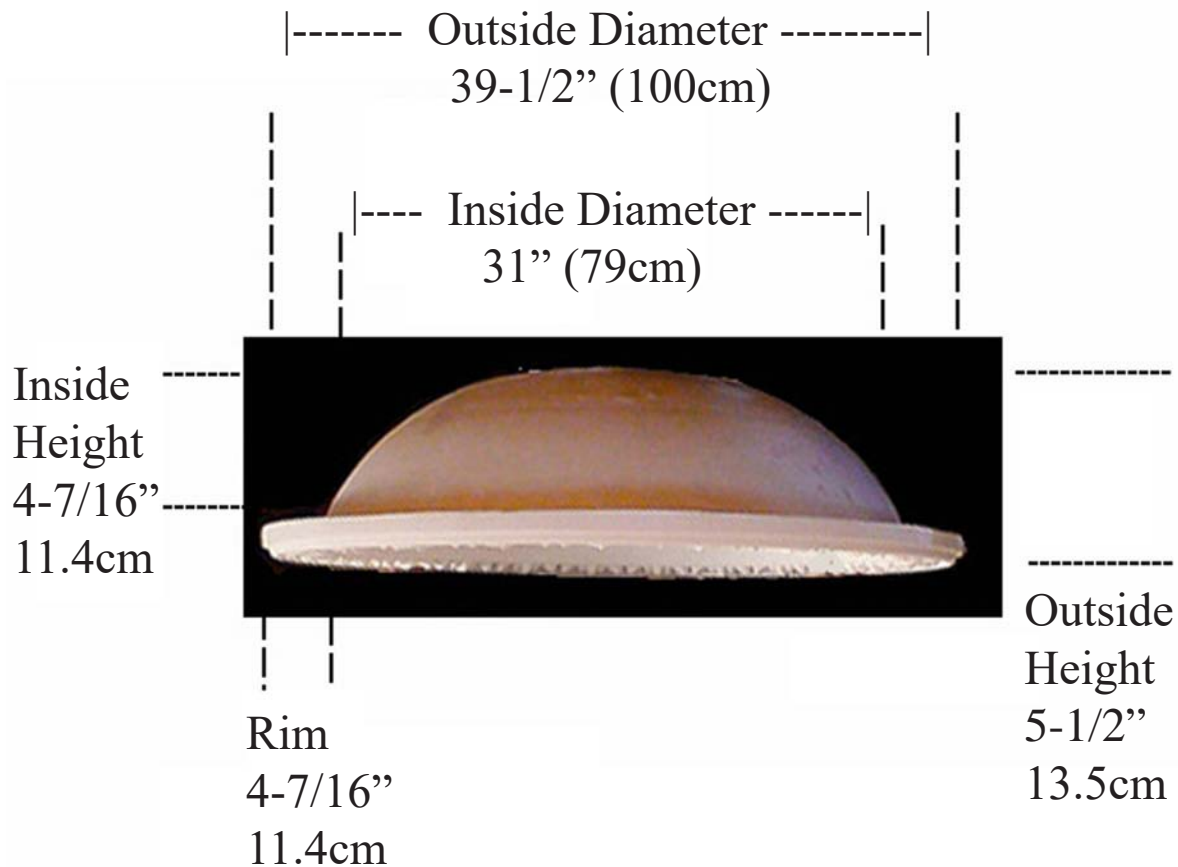 |------- Outside Diameter ---------|
39-1/2” (100cm)
|---- Inside Diameter ------|
31” (79cm)
Inside
Height
4-7/16”
11.4cm
Outside
Height
5-1/2”
13.5cm
Rim
4-7/16”
11.4cm